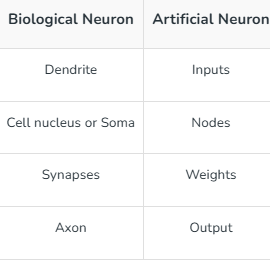 Biological Neuron Artificial Neuron
Dendrite Inputs
Cell nucleus or Soma Nodes
Synapses Weights
Axon Output